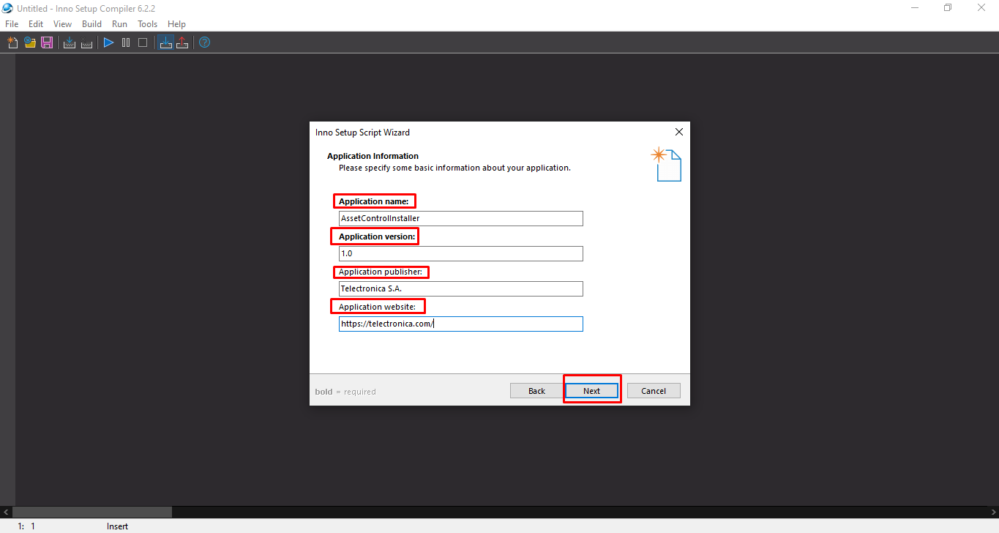 Untitled - Inno Setup Compiler 6.2.2
File Edit View Build Run Tools Help
Inno Setup Script Wizard
Application Information
Please specify some basic information about your application.
Application name:
AssetControlInstaller
Application version:
1.0
Application publisher:
Telectronica S.A.
Application website:
https://telectronica.com/
bold = required
Back Next Cancel
1: 1 Insert